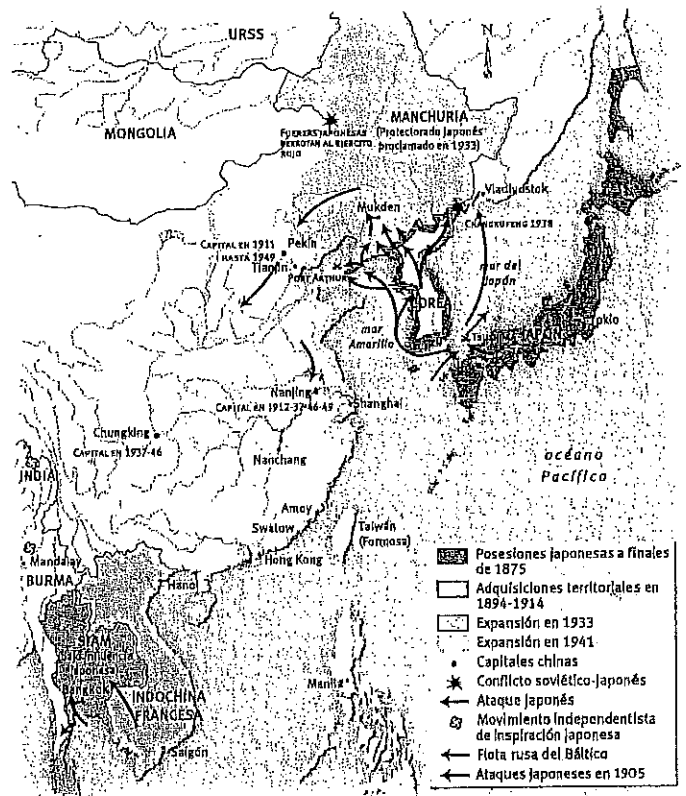 URSS
N
MONGOLIA
MANCHURIA
(Protectorado Japonés
proclamado en 1933)
FUERZAS JAPONESAS
DERROTAN AL EJÉRCITO
ROJO
Vladivostok
Mukden
CHANGKUFENG 1938
CAPITAL EN 1911
HASTA 1949
Pekín
Tianjin
PORT ARTHUR
mar del
Japón
COREA
mar
Amarillo
JAPÓN
Tokio
Nanjing
CAPITAL EN 1912-37-46-49
Shanghai
Chungking
CAPITAL EN 1937-46
Nanchang
océano
Pacífico
INDIA
Amoy
Swatow
Taiwán
(Formosa)
Mandalay
BURMA
Hong Kong
Hanoi
SIAM
Bangkok
INDOCHINA
FRANCESA
Manila
Saigón
Posesiones japonesas a finales
de 1875
Adquisiciones territoriales en
1894-1914
Expansión en 1933
Expansión en 1941
Capitales chinas
Conflicto soviético-japonés
Ataque japonés
Movimiento independentista
de inspiración japonesa
Flota rusa del Báltico
Ataques japoneses en 1905